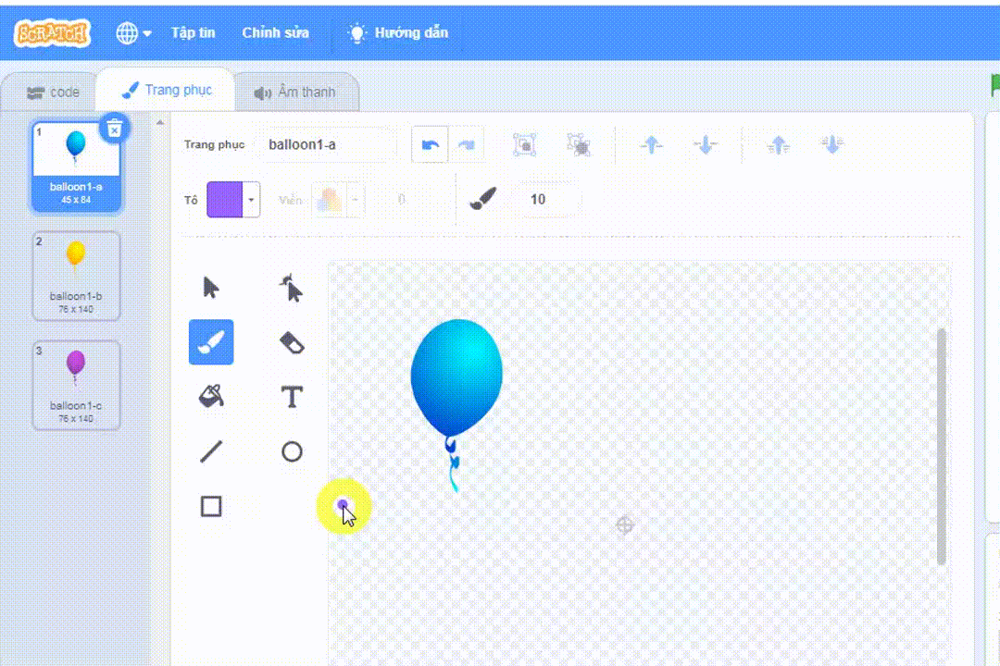 SCRATCH Tập tin Chỉnh sửa Hướng dẫn
code Trang phục Âm thanh
1
balloon1-a
45 x 84
2
balloon1-b
76 x 140
3
balloon1-c
76 x 140
Trang phục balloon1-a
Tô Viền 0 10
T